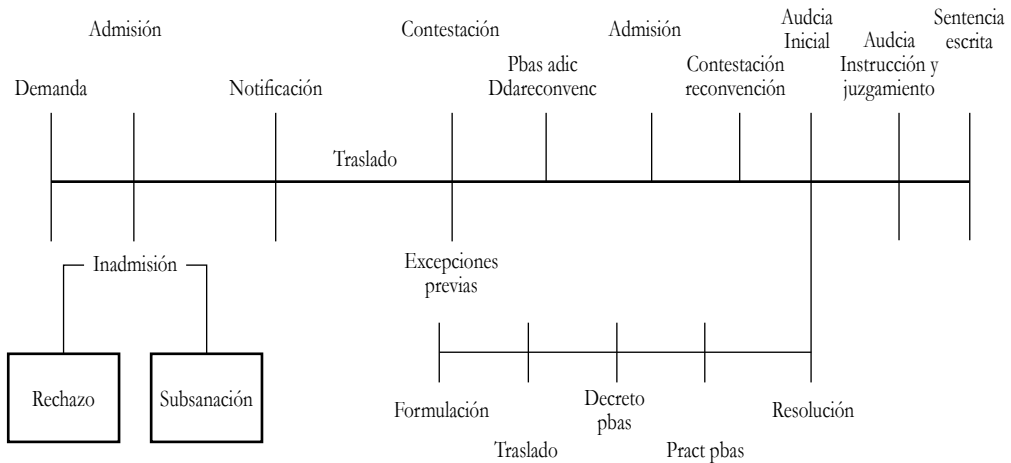 Admisión
Contestación
Admisión
Audcia
Inicial
Sentencia
escrita
Demanda
Notificación
Pbas adic
Ddareconvenc
Contestación
reconvención
Audcia
Instrucción y
juzgamiento
Traslado
Inadmisión
Excepciones
previas
Rechazo
Subsanación
Formulación
Decreto
pbas
Resolución
Traslado
Pract pbas